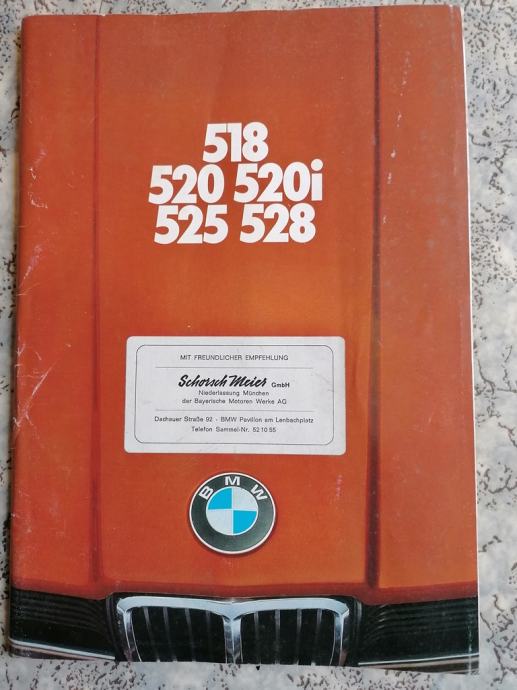 518
520 520i
525 528
MIT FREUNDLICHER EMPFEHLUNG
Schorsch Meier GmbH
Niederlassung München
der Bayerische Motoren Werke AG
Dachauer Straße 92 - BMW Pavillon am Lenbachplatz
Telefon Sammel-Nr. 52 10 55
BMW